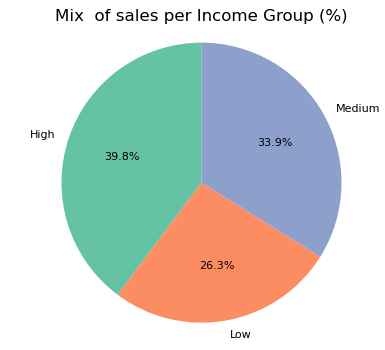 Mix  of sales per Income Group (%)
Medium
High
33.9%
39.8%
26.3%
Low